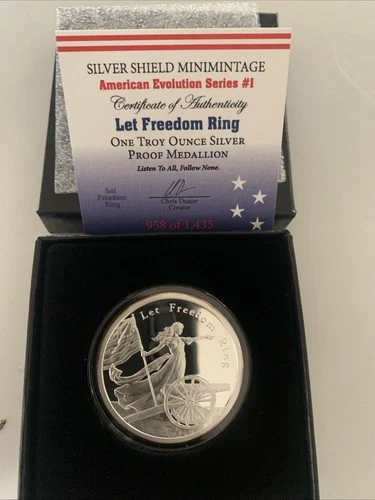 SILVER SHIELD MINIMINTAGE
American Evolution Series #1
Certificate of Authenticity
Let Freedom Ring
ONE TROY OUNCE SILVER
PROOF MEDALLION
Listen To All, Follow None.
Let
Freedom
Ring
Chris Duane
Creator
958 of 1,435
Let Freedom Ring